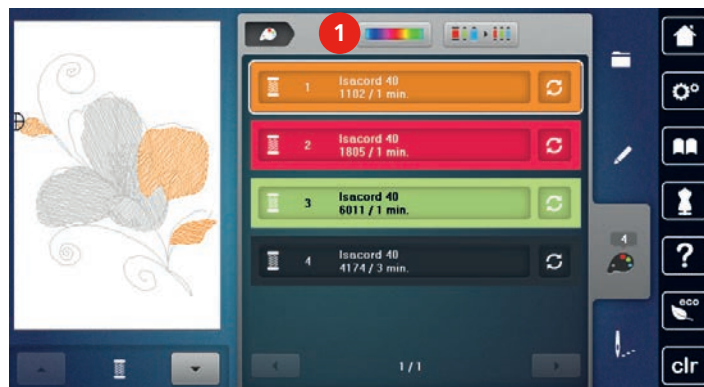 1
1 Isacord 40
1102 / 1 min.
2 Isacord 40
1805 / 1 min.
3 Isacord 40
6011 / 1 min.
4 Isacord 40
4174 / 3 min.
1 / 1
4
?
eco
clr